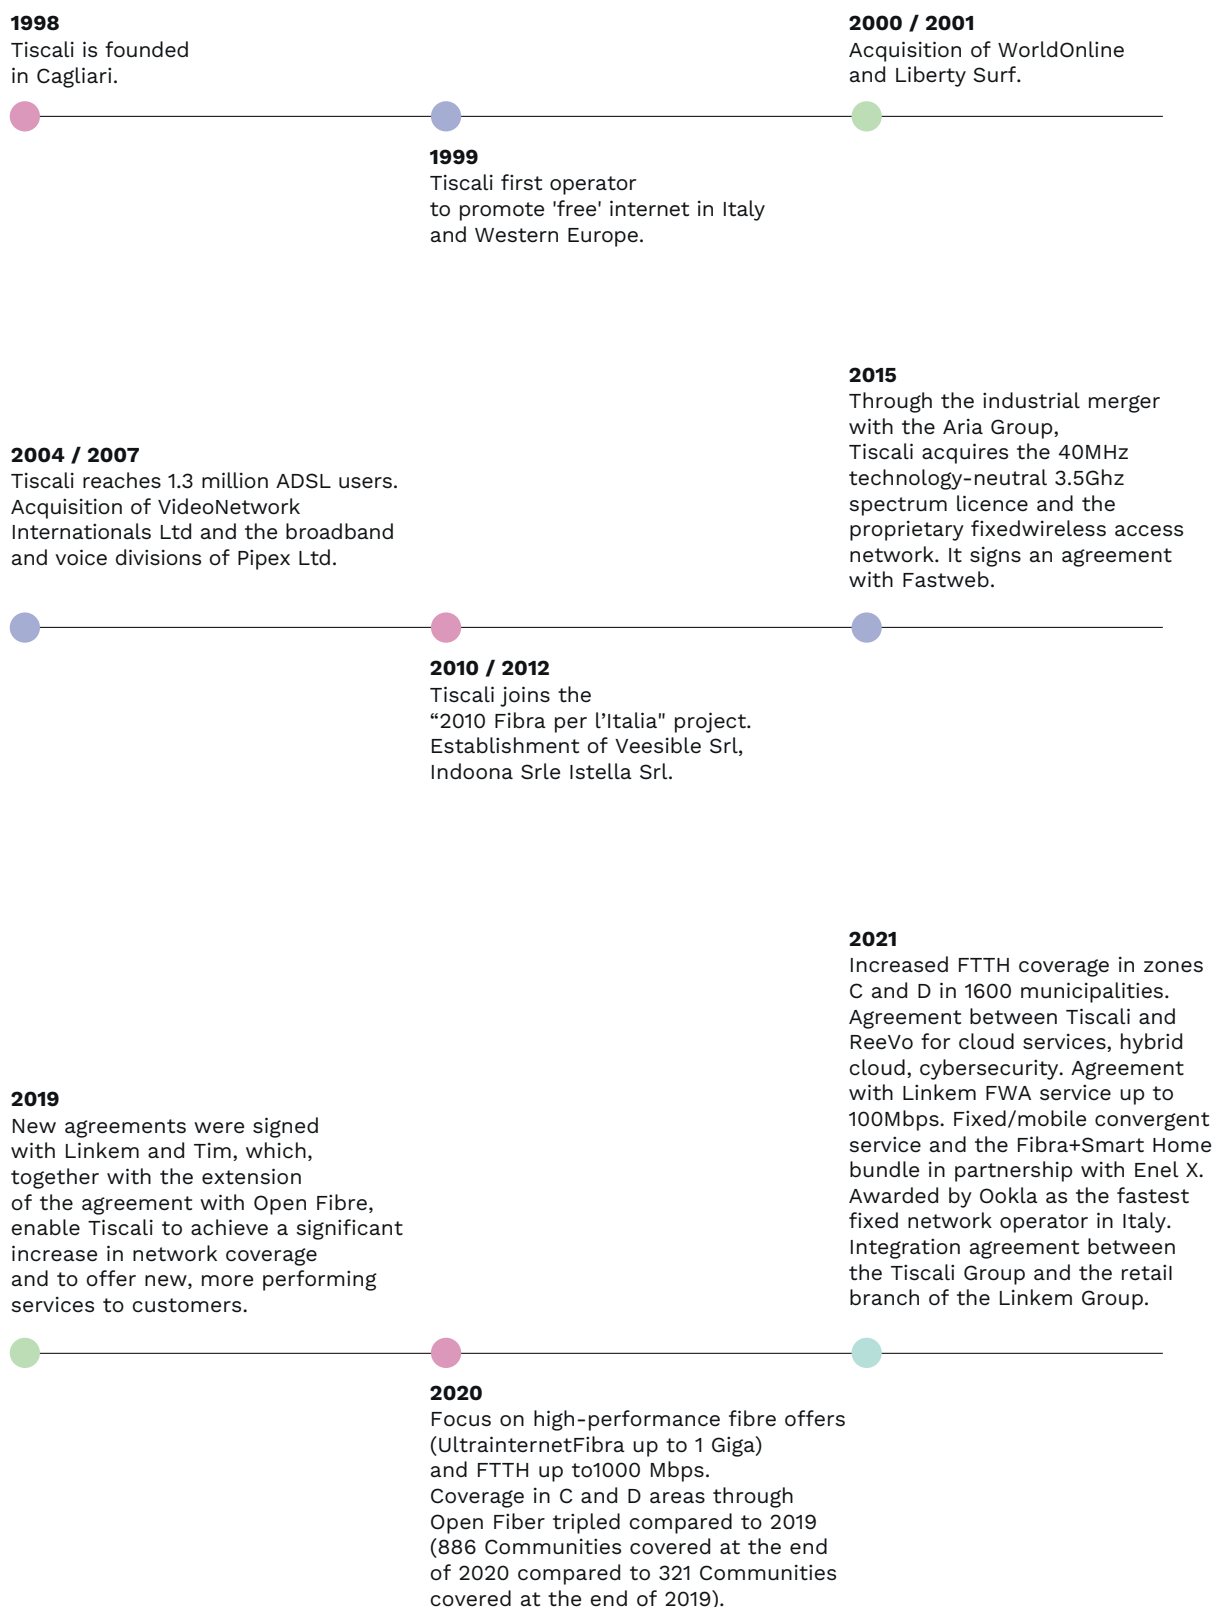 1998
Tiscali is founded
in Cagliari.
1999
Tiscali first operator
to promote 'free' internet in Italy
and Western Europe.
2000 / 2001
Acquisition of WorldOnline
and Liberty Surf.
2004 / 2007
Tiscali reaches 1.3 million ADSL users.
Acquisition of VideoNetwork
Internationals Ltd and the broadband
and voice divisions of Pipex Ltd.
2010 / 2012
Tiscali joins the
“2010 Fibra per l’Italia" project.
Establishment of Veesible Srl,
Indoona Srle Istella Srl.
2015
Through the industrial merger
with the Aria Group,
Tiscali acquires the 40MHz
technology-neutral 3.5Ghz
spectrum licence and the
proprietary fixedwireless access
network. It signs an agreement
with Fastweb.
2019
New agreements were signed
with Linkem and Tim, which,
together with the extension
of the agreement with Open Fibre,
enable Tiscali to achieve a significant
increase in network coverage
and to offer new, more performing
services to customers.
2020
Focus on high-performance fibre offers
(UltrainternetFibra up to 1 Giga)
and FTTH up to1000 Mbps.
Coverage in C and D areas through
Open Fiber tripled compared to 2019
(886 Communities covered at the end
of 2020 compared to 321 Communities
covered at the end of 2019).
2021
Increased FTTH coverage in zones
C and D in 1600 municipalities.
Agreement between Tiscali and
ReeVo for cloud services, hybrid
cloud, cybersecurity. Agreement
with Linkem FWA service up to
100Mbps. Fixed/mobile convergent
service and the Fibra+Smart Home
bundle in partnership with Enel X.
Awarded by Ookla as the fastest
fixed network operator in Italy.
Integration agreement between
the Tiscali Group and the retail
branch of the Linkem Group.